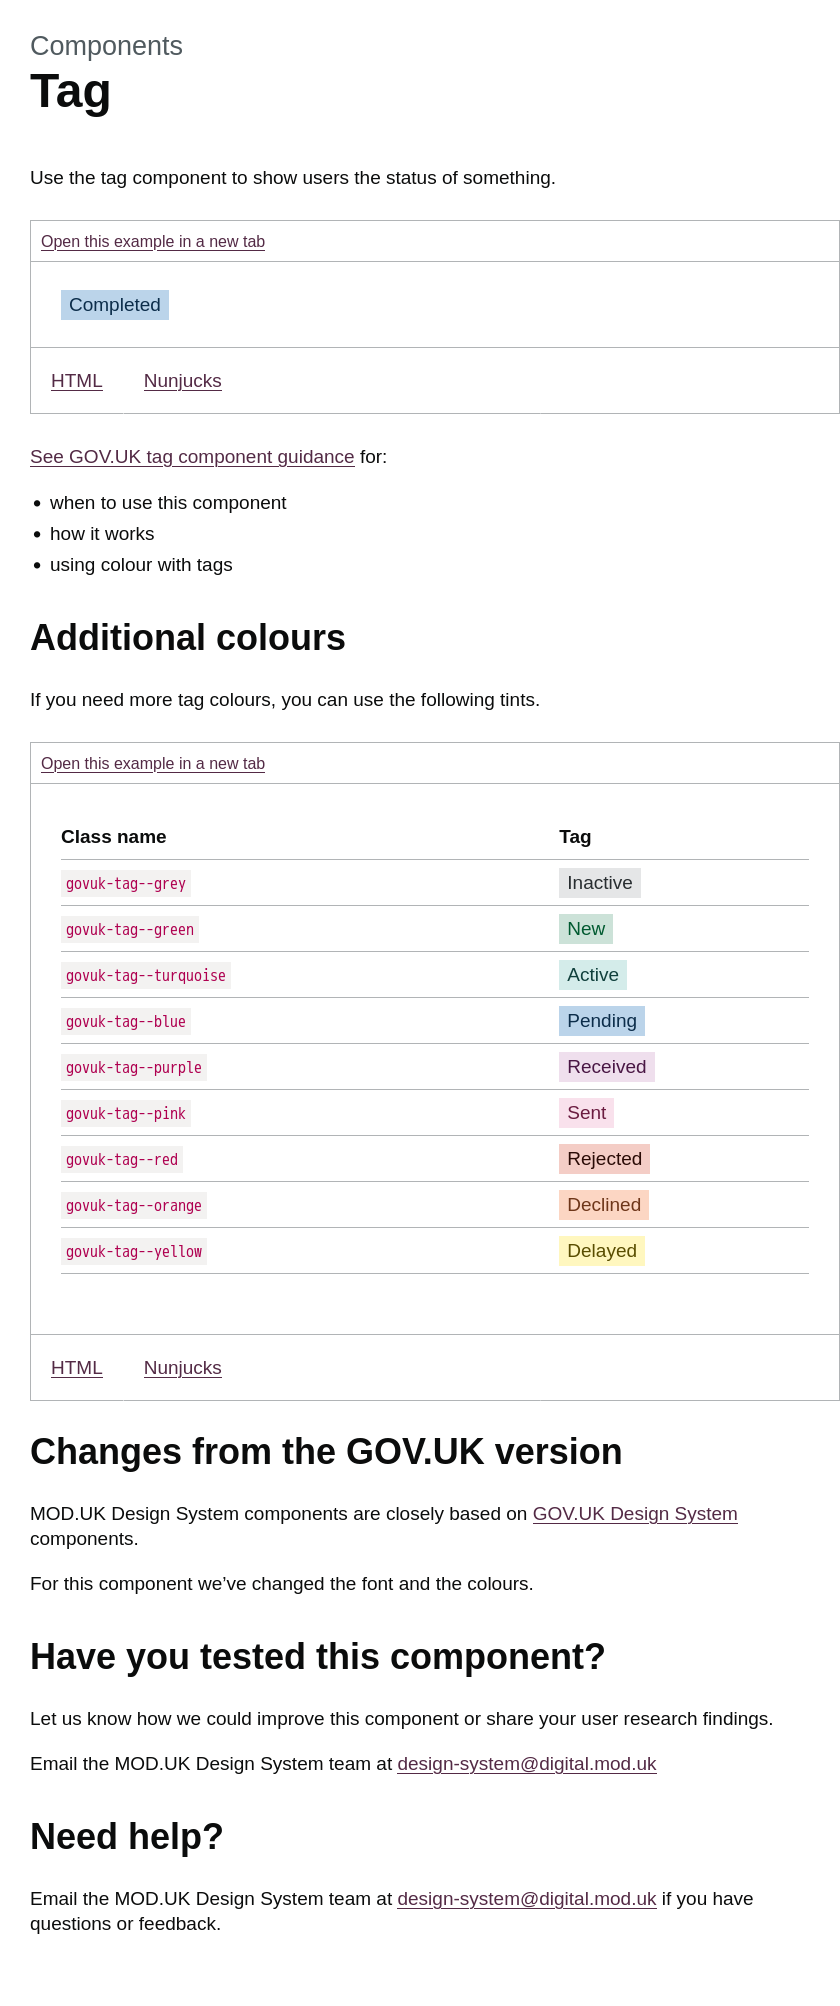 Components
Tag
Use the tag component to show users the status of something.
Open this example in a new tab
Completed
HTML Nunjucks
See GOV.UK tag component guidance for:
• when to use this component
• how it works
• using colour with tags
Additional colours
If you need more tag colours, you can use the following tints.
Open this example in a new tab
Class name Tag
govuk-tag--grey Inactive
govuk-tag--green New
govuk-tag--turquoise Active
govuk-tag--blue Pending
govuk-tag--purple Received
govuk-tag--pink Sent
govuk-tag--red Rejected
govuk-tag--orange Declined
govuk-tag--yellow Delayed
HTML Nunjucks
Changes from the GOV.UK version
MOD.UK Design System components are closely based on GOV.UK Design System
components.
For this component we’ve changed the font and the colours.
Have you tested this component?
Let us know how we could improve this component or share your user research findings.
Email the MOD.UK Design System team at design-system@digital.mod.uk
Need help?
Email the MOD.UK Design System team at design-system@digital.mod.uk if you have
questions or feedback.